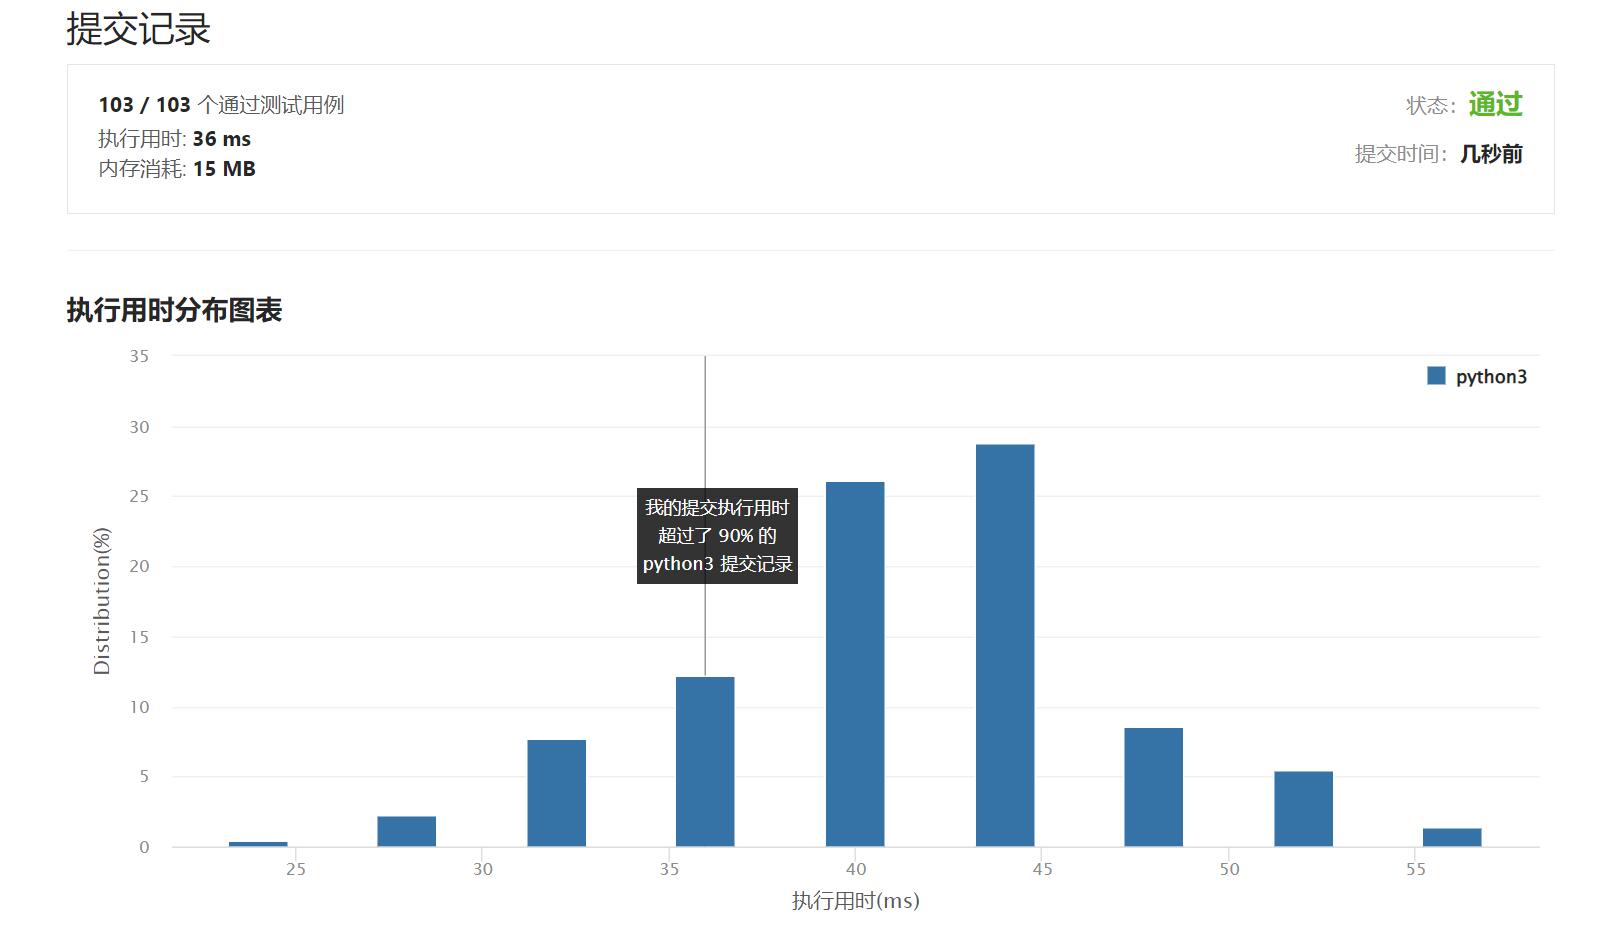 提交记录
103 / 103 个通过测试用例
状态：通过
执行用时: 36 ms
提交时间：几秒前
内存消耗: 15 MB
执行用时分布图表
35
python3
30
25
20
15
10
5
0
Distribution(%)
我的提交执行用时
超过了 90% 的
python3 提交记录
25 30 35 40 45 50 55
执行用时(ms)